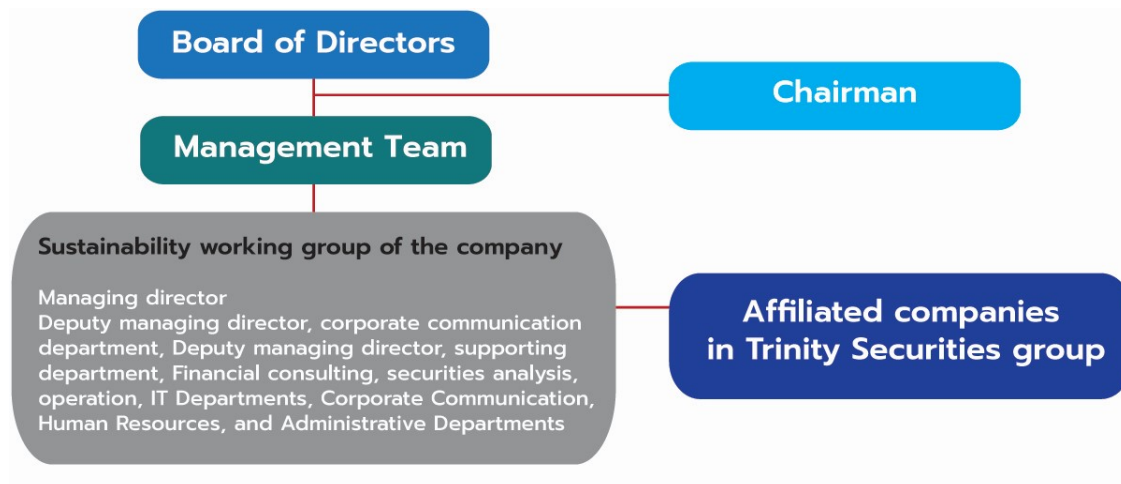 Board of Directors
Chairman
Management Team
Sustainability working group of the company
Managing director
Deputy managing director, corporate communication
department, Deputy managing director, supporting
department, Financial consulting, securities analysis,
operation, IT Departments, Corporate Communication,
Human Resources, and Administrative Departments
Affiliated companies
in Trinity Securities group